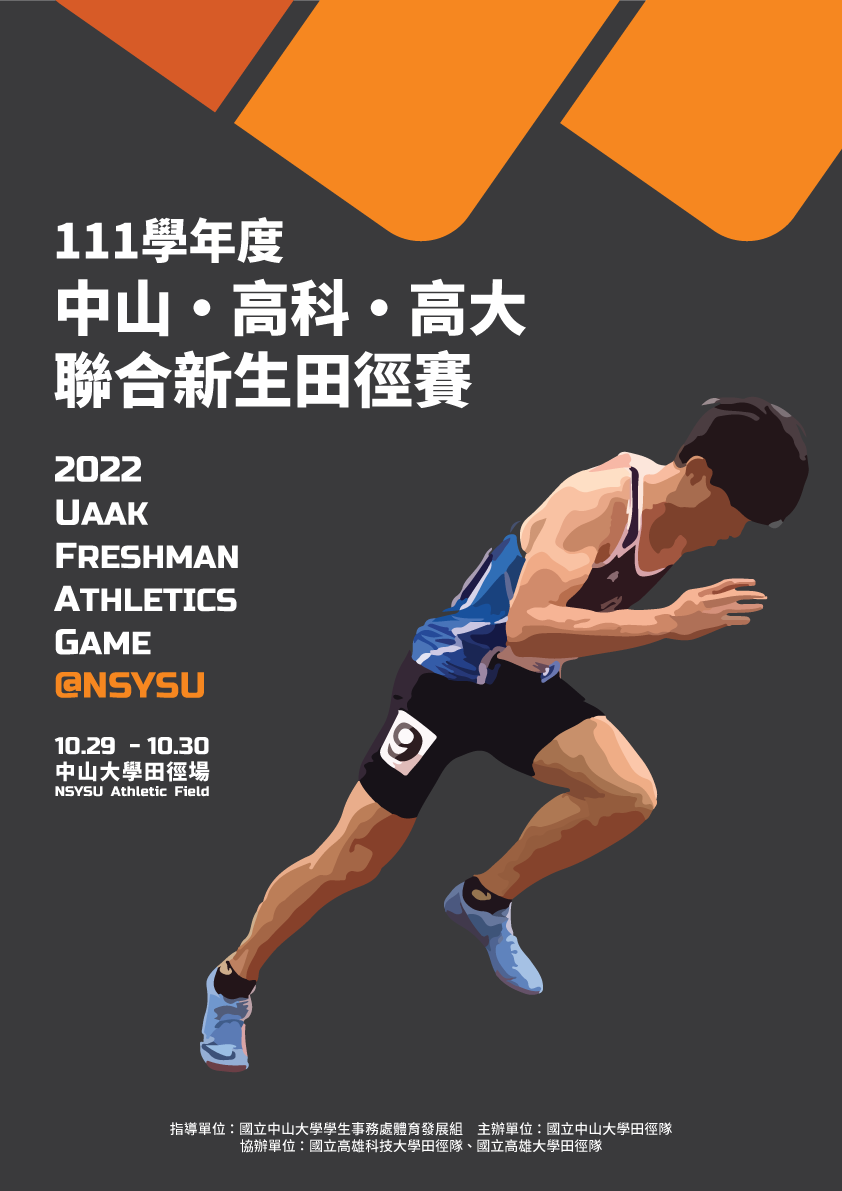 111學年度
中山・高科・高大
聯合新生田徑賽
2022
UAAK
FRESHMAN
ATHLETICS
GAME
@NSYSU
10.29 - 10.30
中山大學田徑場
NSYSU Athletic Field
9
指導單位：國立中山大學學生事務處體育發展組　主辦單位：國立中山大學田徑隊
協辦單位：國立高雄科技大學田徑隊、國立高雄大學田徑隊